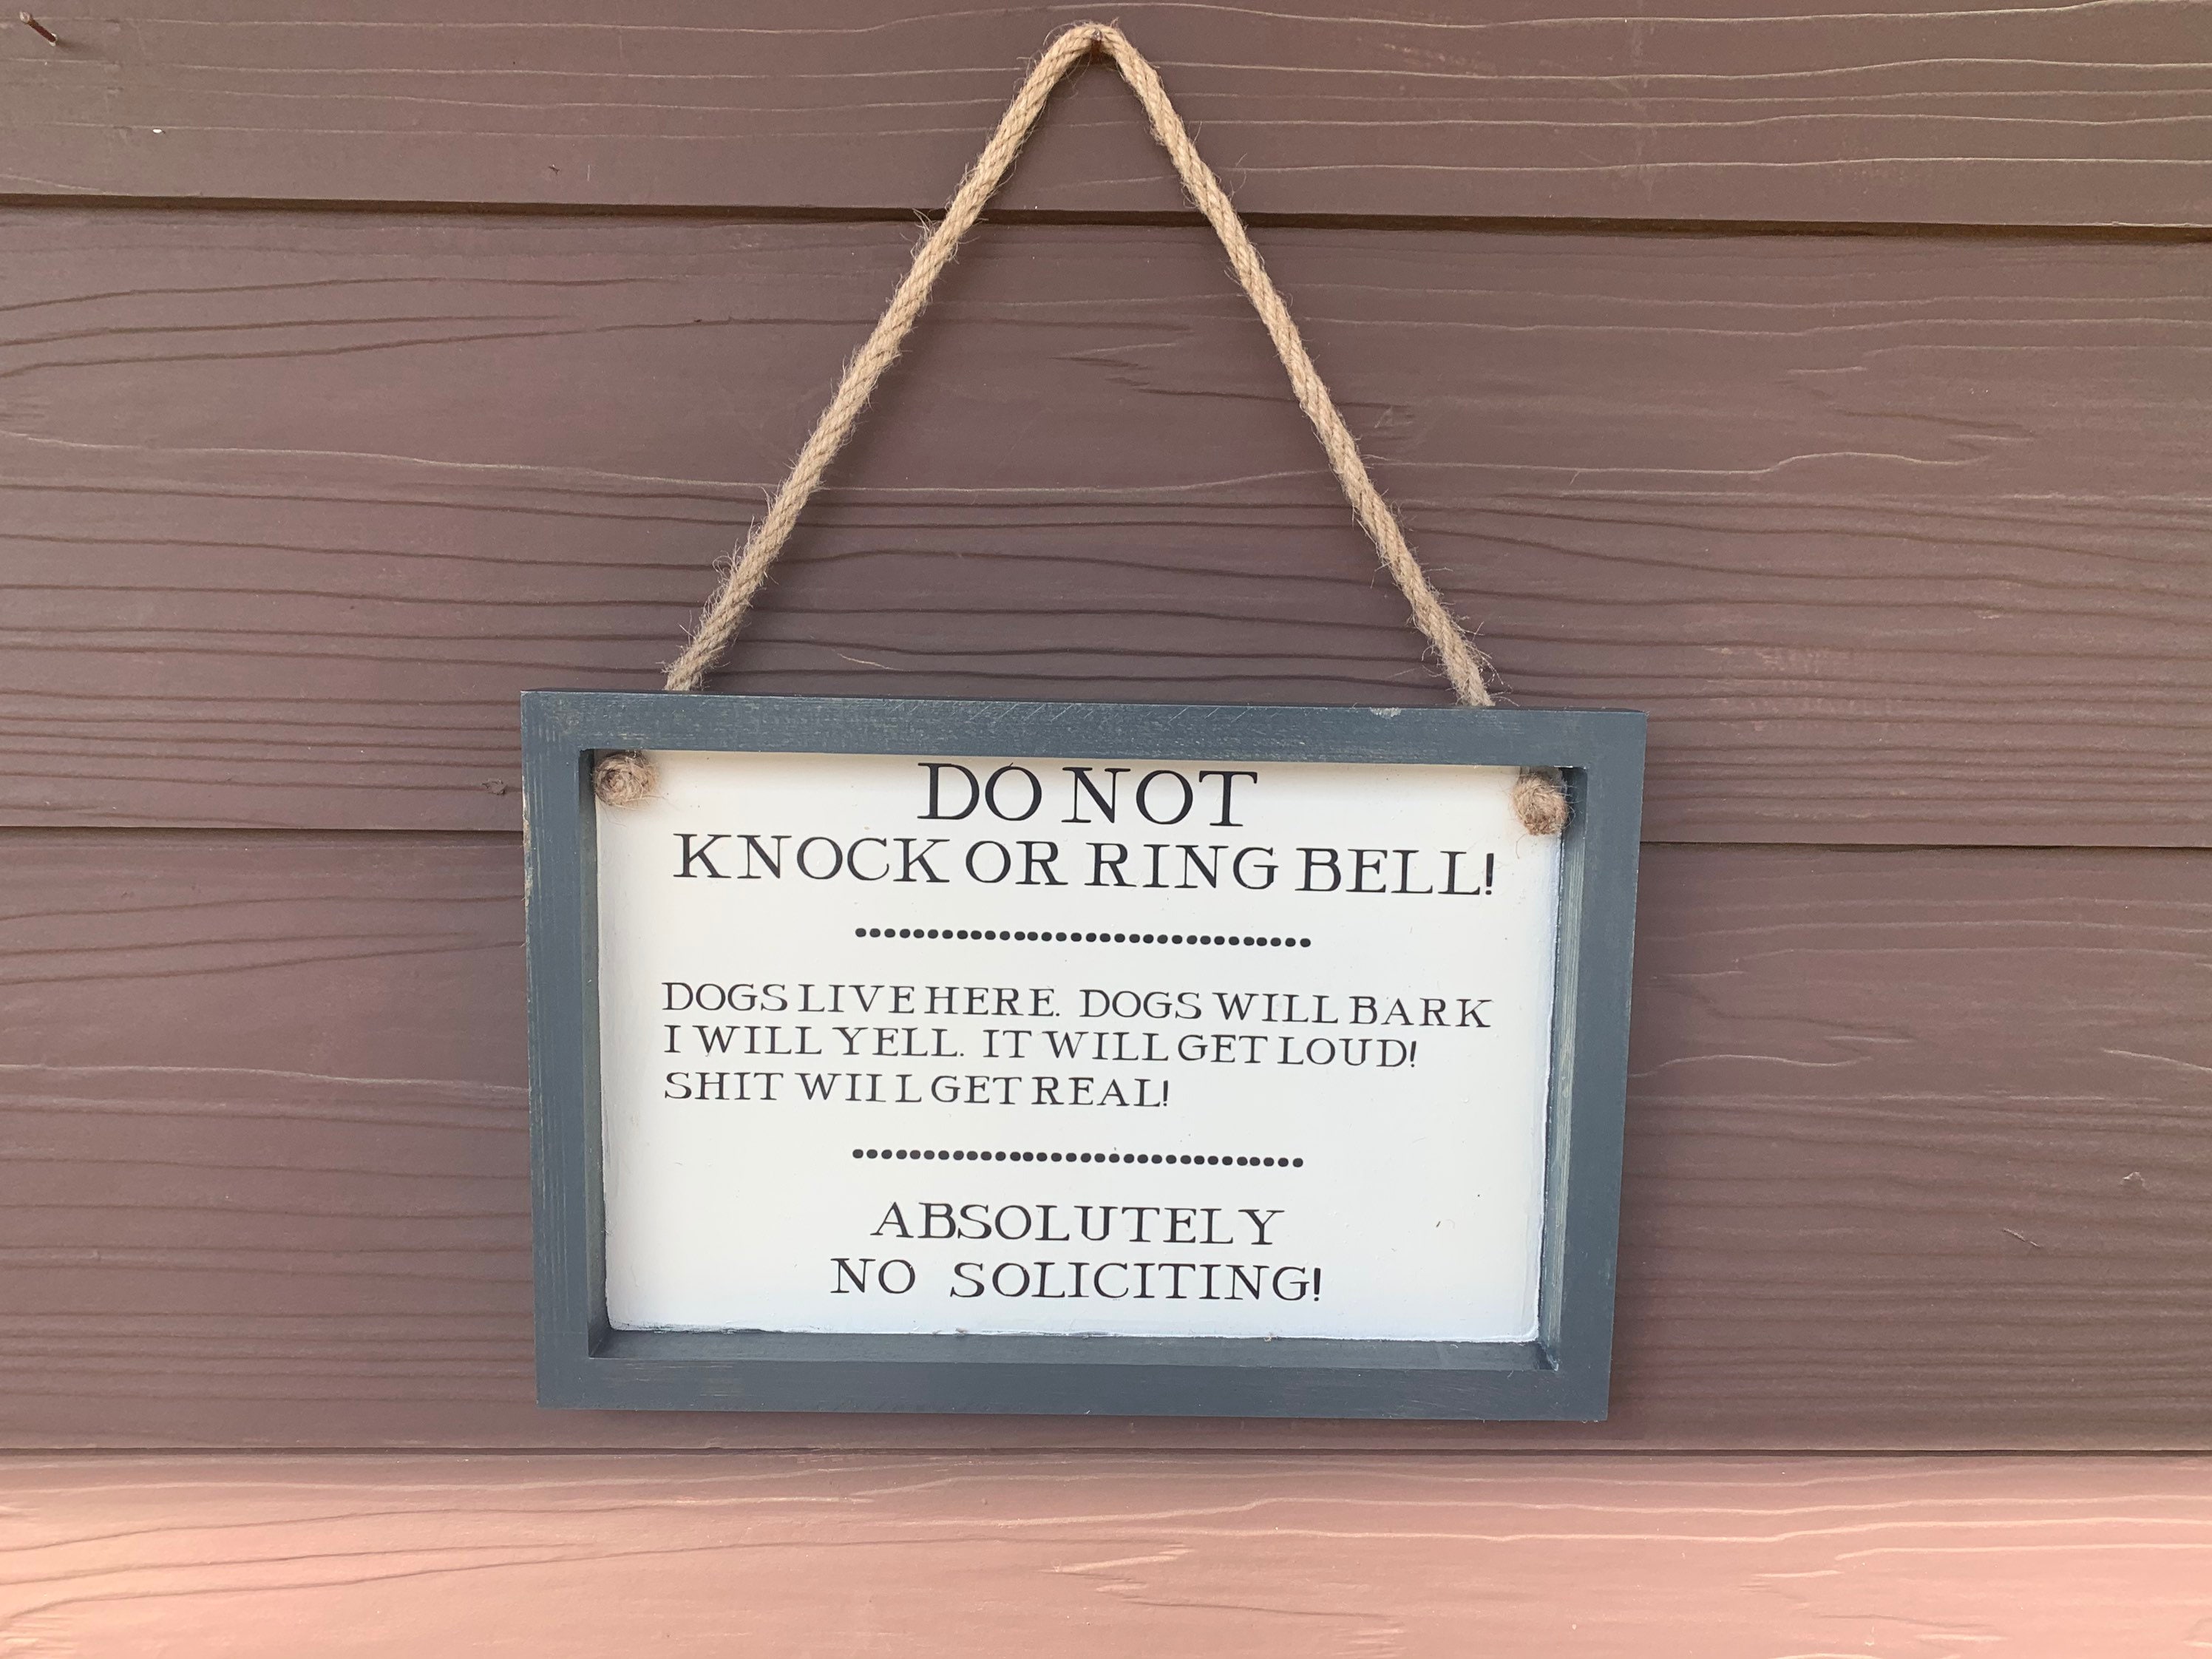 DO NOT
KNOCK OR RING BELL!
DOGS LIVE HERE. DOGS WILL BARK
I WILL YELL. IT WILL GET LOUD!
SHIT WILL GET REAL!
ABSOLUTELY
NO SOLICITING!